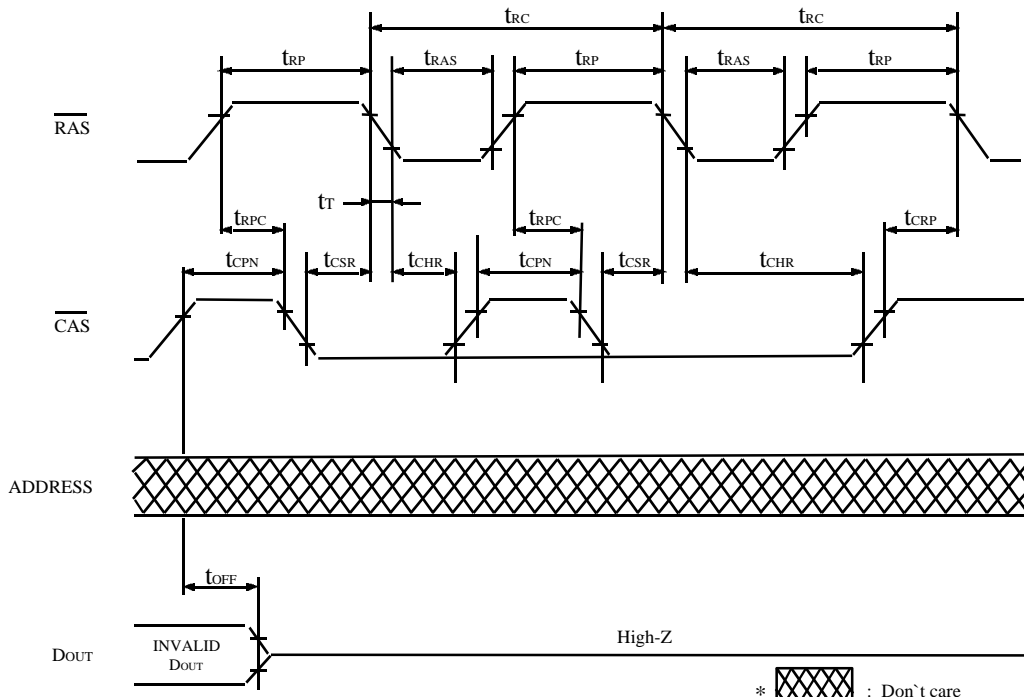 tRC tRC
tRP tRAS tRP tRAS tRP
RAS
tT
tRPC tRPC tCRP
tCPN tCSR tCHR tCPN tCSR tCHR
CAS
ADDRESS
tOFF
DOUT INVALID DOUT High-Z
* : Don`t care